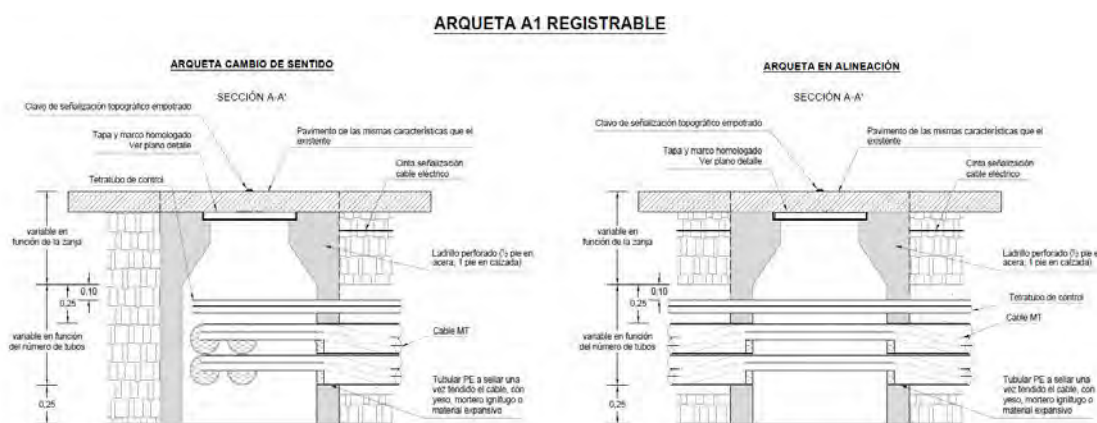 ARQUETA A1 REGISTRABLE
ARQUETA CAMBIO DE SENTIDO
SECCIÓN A-A'
Clavo de señalización topográfico empotrado
Tapa y marco homologado
Ver plano detalle
Pavimento de las mismas características que el
existente
Tetratubo de control
Cinta señalización
cable eléctrico
variable en
función de la zanja
Ladrillo perforado (½ pie en
acera; 1 pie en calzada)
0,10
0,25
variable en función
del número de tubos
Cable MT
Tubular PE a sellar una
vez tendido el cable, con
yeso, mortero ignífugo o
material expansivo
0,25
ARQUETA EN ALINEACIÓN
SECCIÓN A-A'
Clavo de señalización topográfico empotrado
Pavimento de las mismas características que el
existente
Tapa y marco homologado
Ver plano detalle
Cinta señalización
cable eléctrico
variable en
función de la zanja
Ladrillo perforado (½ pie en
acera; 1 pie en calzada)
0,10
0,25
Tetratubo de control
Cable MT
variable en función
del número de tubos
Tubular PE a sellar una
vez tendido el cable, con
yeso, mortero ignífugo o
material expansivo
0,25